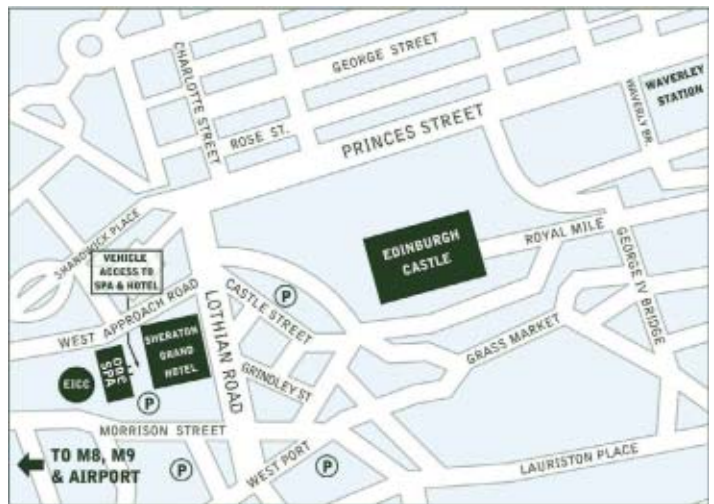 CHARLOTTE STREET
GEORGE STREET
ROSE ST.
PRINCES STREET
WAVERLY BR.
WAVERLEY
STATION
SHANDWICK PLACE
VEHICLE
ACCESS TO
SPA & HOTEL
EDINBURGH
CASTLE
ROYAL MILE
GEORGE IV BRIDGE
WEST APPROACH ROAD
LOTHIAN ROAD
P
CASTLE STREET
GRASS MARKET
EICC
ONE
SPA
SHERATON
GRAND
HOTEL
GRINDLEY ST
P
MORRISON STREET
TO M8, M9
& AIRPORT
P
WEST PORT
P
LAURISTON PLACE